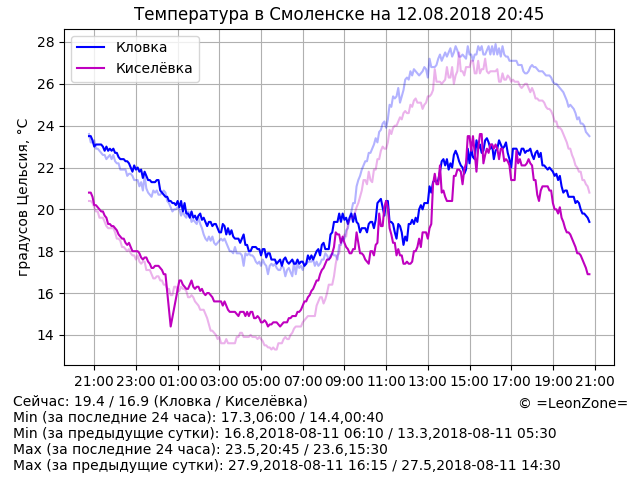 Температура в Смоленске на 12.08.2018 20:45
Кловка
Киселёвка
градусов Цельсия, °C
28
26
24
22
20
18
16
14
21:00 23:00 01:00 03:00 05:00 07:00 09:00 11:00 13:00 15:00 17:00 19:00 21:00
Сейчас: 19.4 / 16.9 (Кловка / Киселёвка)
© =LeonZone=
Min (за последние 24 часа): 17.3,06:00 / 14.4,00:40
Min (за предыдущие сутки): 16.8,2018-08-11 06:10 / 13.3,2018-08-11 05:30
Max (за последние 24 часа): 23.5,20:45 / 23.6,15:30
Max (за предыдущие сутки): 27.9,2018-08-11 16:15 / 27.5,2018-08-11 14:30